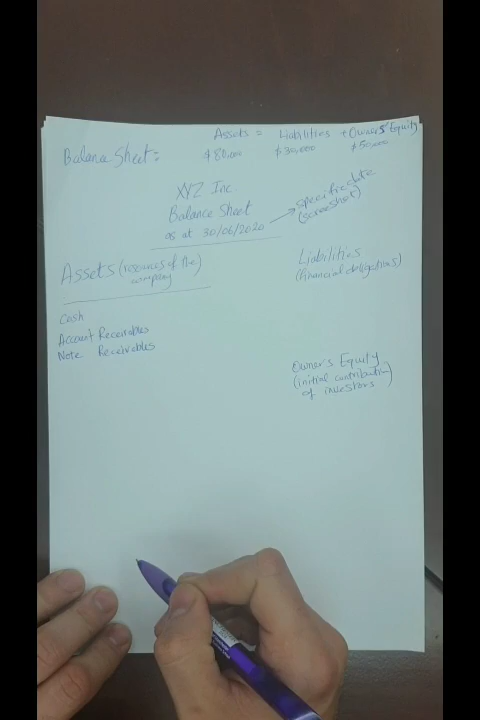 Assets = Liabilities + Owners Equity
Balance Sheet: $80,000 $30,000 $50,000
XYZ Inc.
Balance Sheet
as at 30/06/2020
specific date
(screeshot)
Assets (resources of the
company)
Liabilities
(financial obligations)
Cash
Account Receivables
Note Receivables
Owner's Equity
(initial contribution
of investors